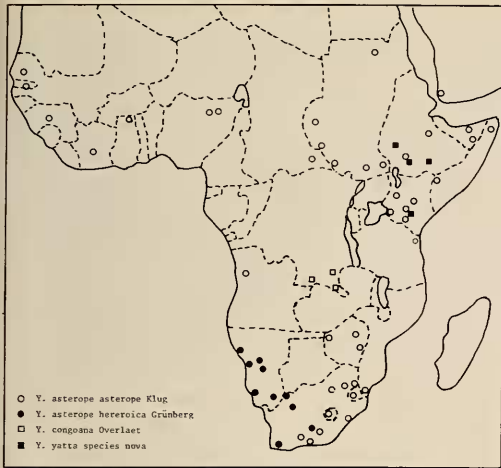 Y. asterope asterope Klug
Y. asterope hereroica Grünberg
Y. congoana Overlaet
Y. yatta species nova